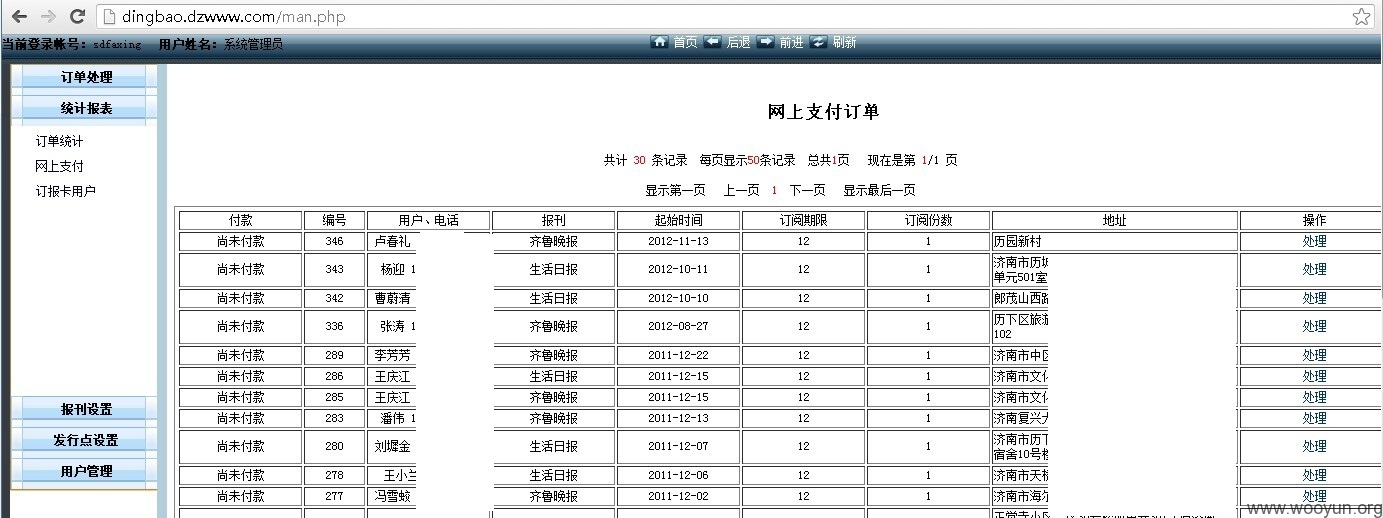 dingbao.dzwww.com/man.php
当前登录帐号：sdfaxing 用户姓名：系统管理员 首页 后退 前进 刷新
订单处理
统计报表
订单统计
网上支付
订报卡用户
报刊设置
发行点设置
用户管理
网上支付订单
共计 30 条记录 每页显示50条记录 总共1页 现在是第 1/1 页
显示第一页 上一页 1 下一页 显示最后一页
付款 编号 用户、电话 报刊 起始时间 订阅期限 订阅份数 地址 操作
尚未付款 346 卢春礼 齐鲁晚报 2012-11-13 12 1 历园新村 处理
尚未付款 343 杨迎 1 生活日报 2012-10-11 12 1 济南市历城 处理
单元501室
尚未付款 342 曹蔚清 生活日报 2012-10-10 12 1 郎茂山西路 处理
尚未付款 336 张涛 1 齐鲁晚报 2012-08-27 12 1 历下区旅游 处理
102
尚未付款 289 李芳芳 齐鲁晚报 2011-12-22 12 1 济南市中区 处理
尚未付款 286 王庆江 生活日报 2011-12-15 12 1 济南市文化 处理
尚未付款 285 王庆江 生活日报 2011-12-15 12 1 济南市文化 处理
尚未付款 283 潘伟 1 齐鲁晚报 2011-12-13 12 1 济南复兴大 处理
尚未付款 280 刘墀金 生活日报 2011-12-07 12 1 济南市历下 处理
宿舍10号楼
尚未付款 278 王小兰 生活日报 2011-12-06 12 1 济南市天桥 处理
尚未付款 277 冯雪蛟 齐鲁晚报 2011-12-02 12 1 济南市海尔 处理
www.wooyun.org